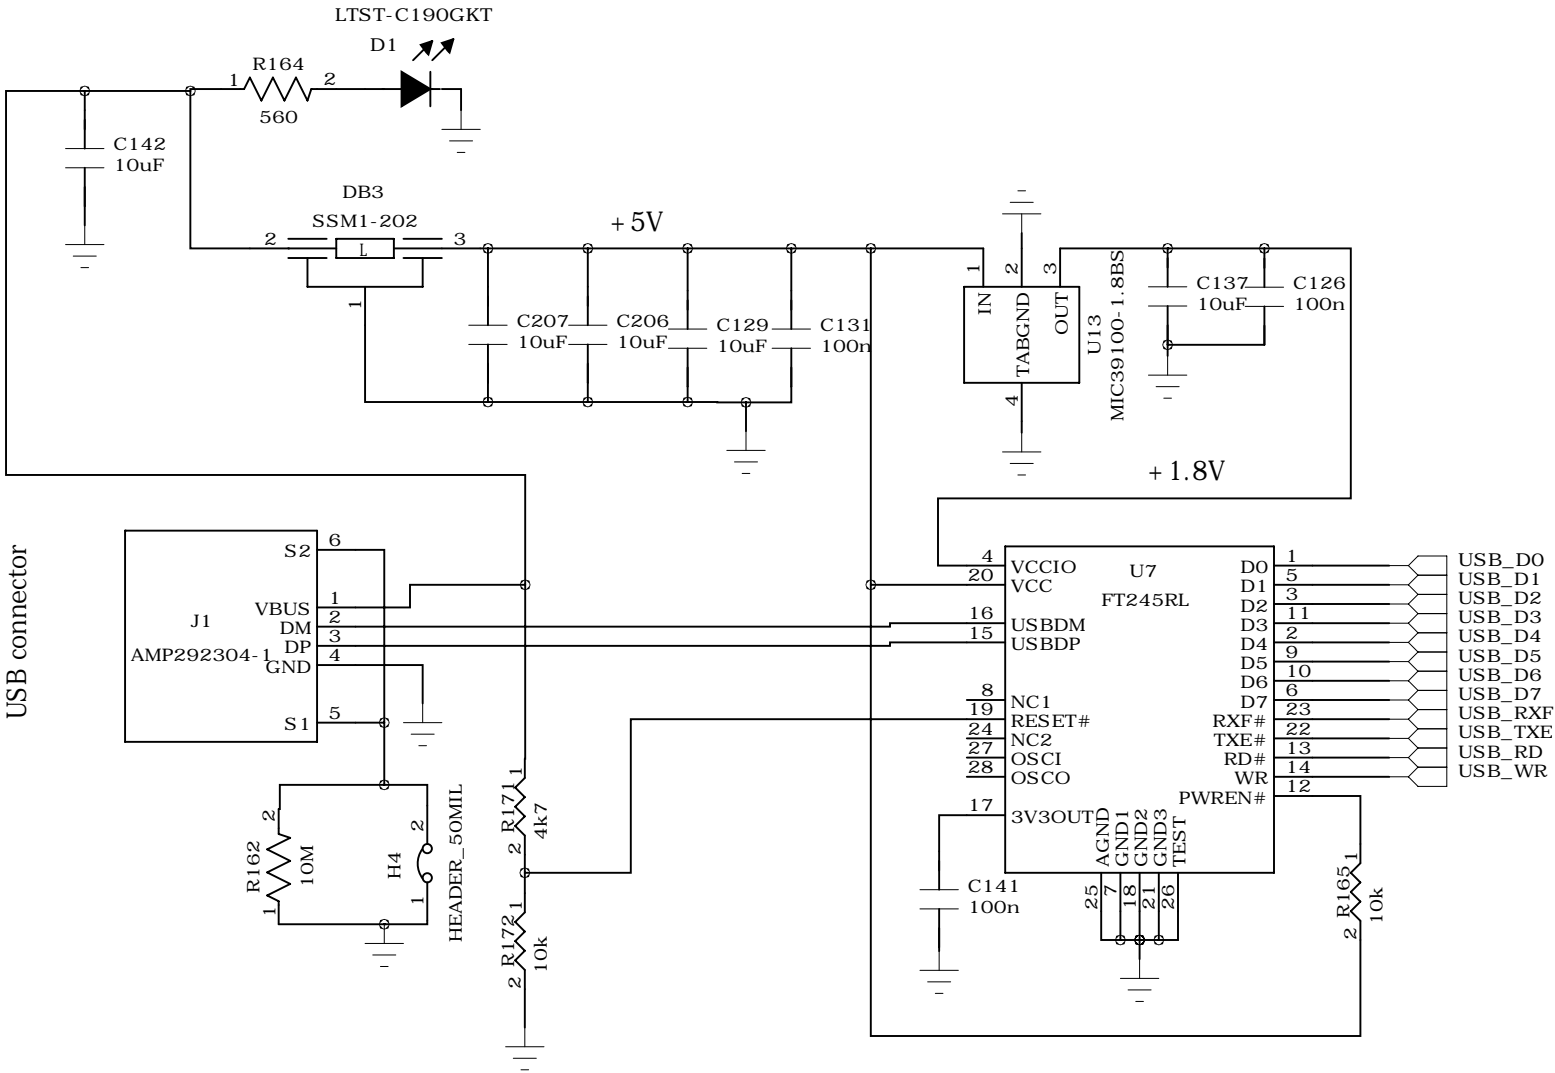 LTST-C190GKT
D1
R164
1
2
560
C142
10uF
DB3
SSM1-202
2
L
3
1
+5V
C207
10uF
C206
10uF
C129
10uF
C131
100n
1
2
3
IN
TABGND
OUT
4
U13
MIC39100-1.8BS
C137
10uF
C126
100n
+1.8V
USB connector
J1
AMP292304-1
S2
6
VBUS
1
DM
2
DP
3
GND
4
S1
5
2
R162
10M
1
2
H4
1
HEADER_50MIL
1
R171
4k7
2
1
R172
10k
2
U7
FT245RL
4
VCCIO
20
VCC
16
USBDM
15
USBDP
8
NC1
19
RESET#
24
NC2
27
OSCI
28
OSCO
17
3V3OUT
C141
100n
AGND
GND1
GND2
GND3
TEST
25
7
18
21
26
D0
1
USB_D0
D1
5
USB_D1
D2
3
USB_D2
D3
11
USB_D3
D4
2
USB_D4
D5
9
USB_D5
D6
10
USB_D6
D7
6
USB_D7
RXF#
23
USB_RXF
TXE#
22
USB_TXE
RD#
13
USB_RD
WR
14
USB_WR
PWREN#
12
1
R165
10k
2